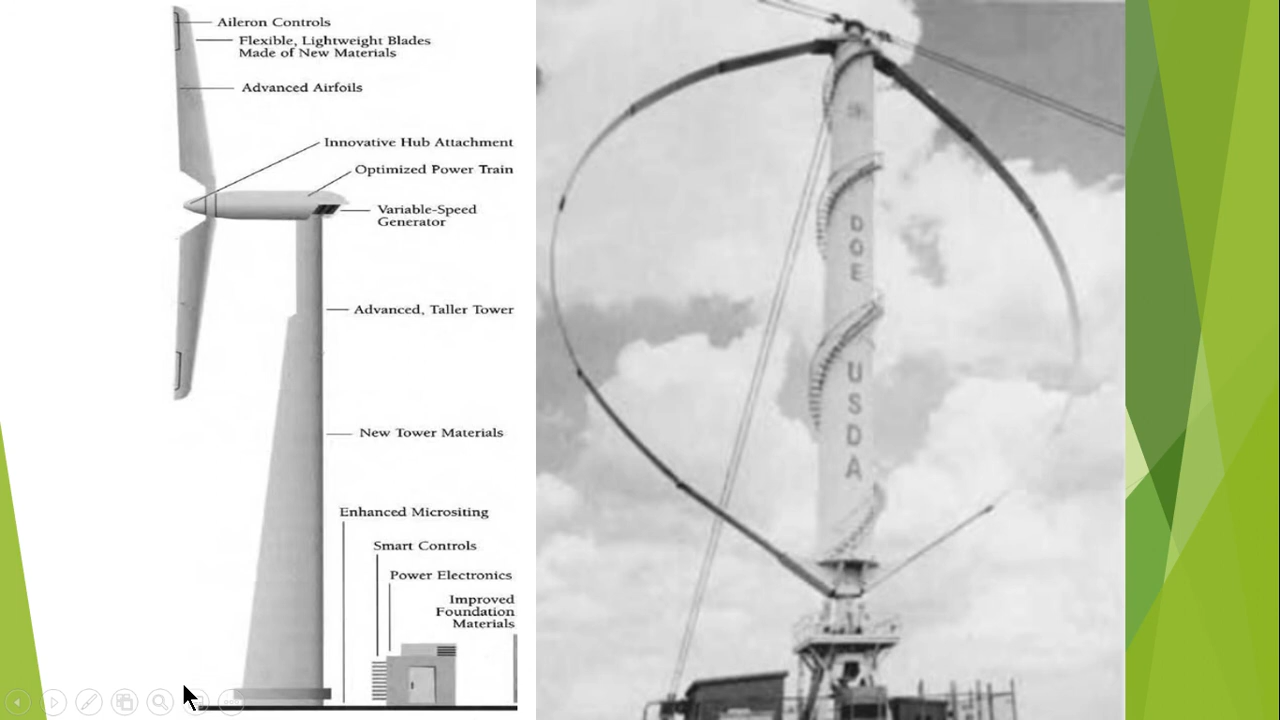 Aileron Controls
Flexible, Lightweight Blades
Made of New Materials
Advanced Airfoils
Innovative Hub Attachment
Optimized Power Train
Variable-Speed
Generator
Advanced, Taller Tower
New Tower Materials
Enhanced Micrositing
Smart Controls
Power Electronics
Improved
Foundation
Materials
DOE
USDA